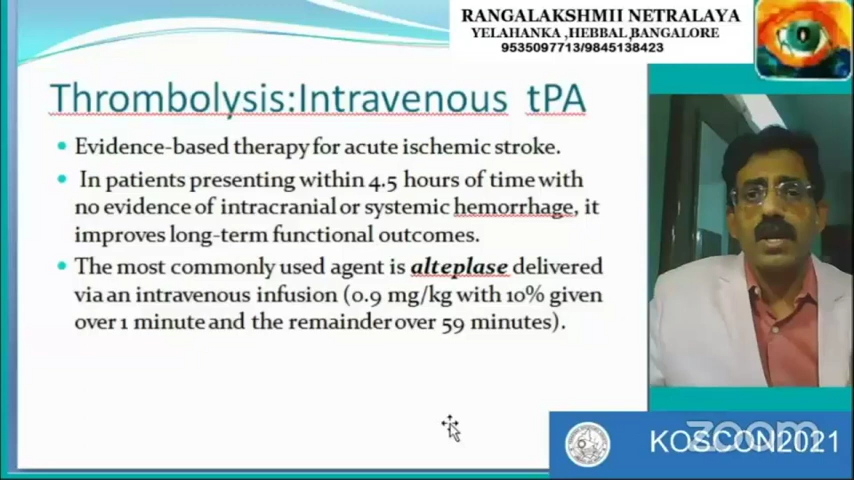 RANGALAKSHMII NETRALAYA
YELAHANKA ,HEBBAL,BANGALORE
9535097713/9845138423
Thrombolysis:Intravenous tPA
Evidence-based therapy for acute ischemic stroke.
In patients presenting within 4.5 hours of time with
no evidence of intracranial or systemic hemorrhage, it
improves long-term functional outcomes.
The most commonly used agent is alteplase delivered
via an intravenous infusion (0.9 mg/kg with 10% given
over 1 minute and the remainder over 59 minutes).
zoom
KOSCON2021